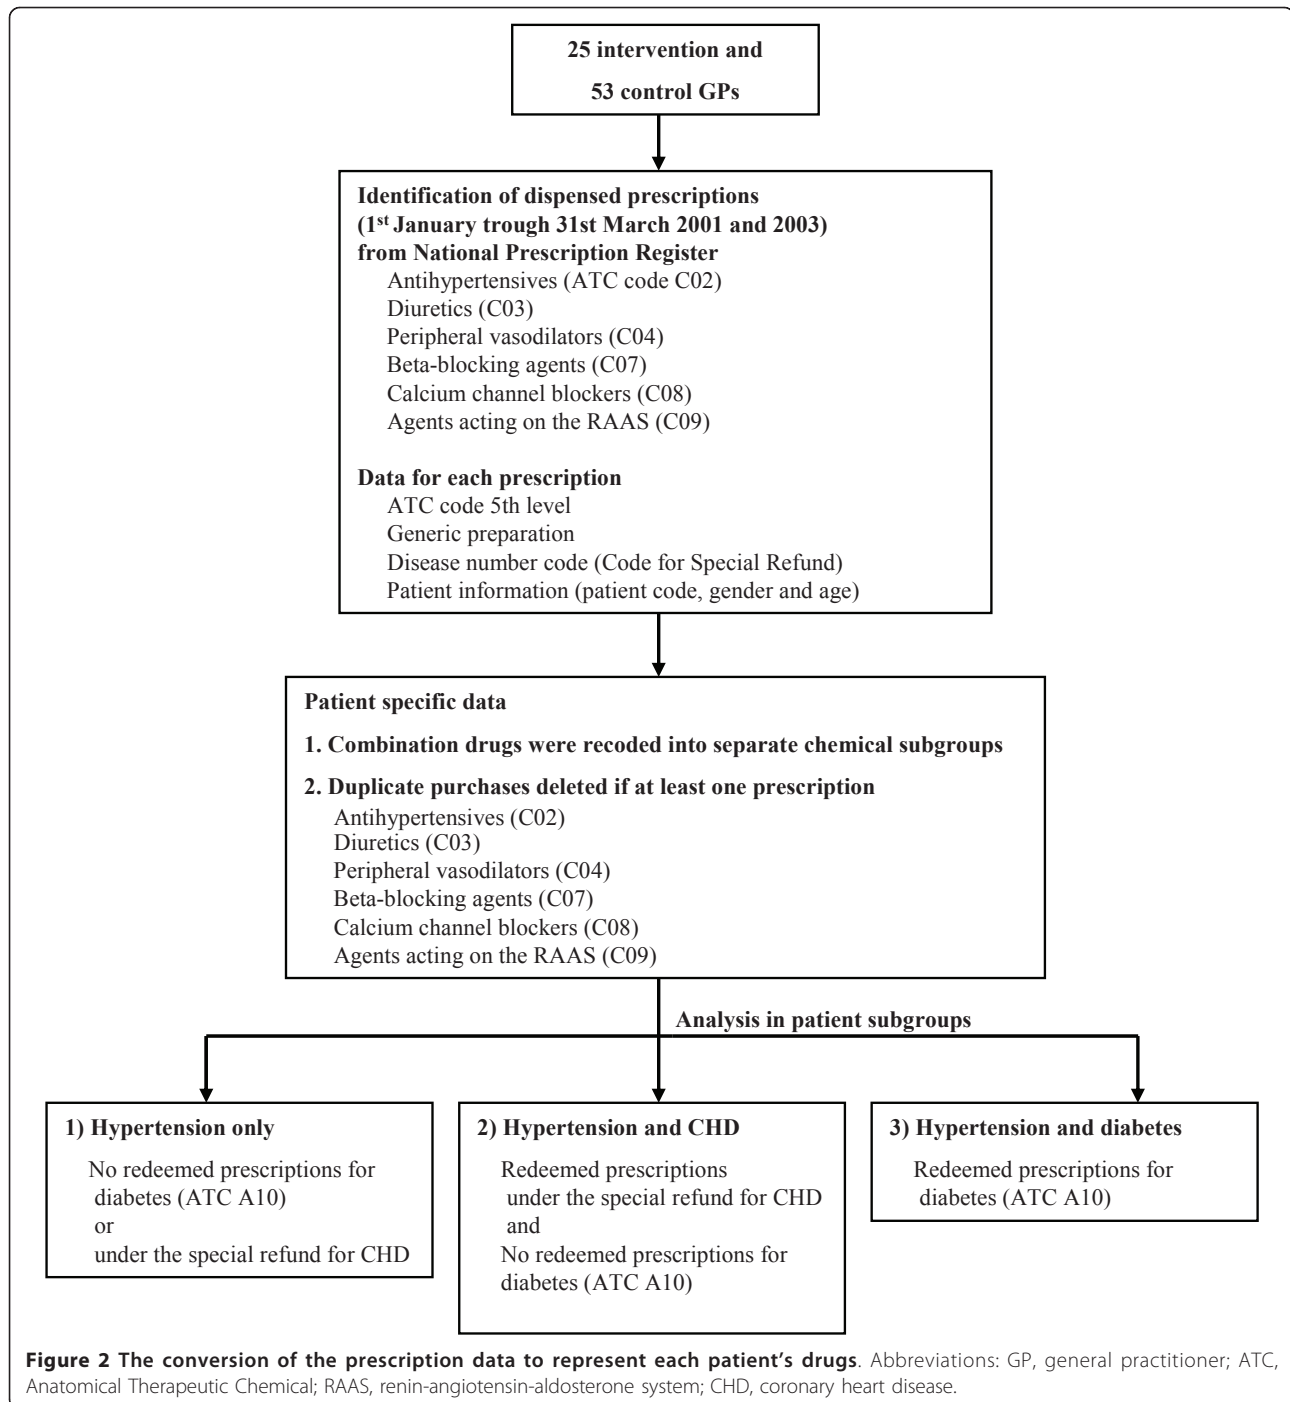 25 intervention and
53 control GPs
Identification of dispensed prescriptions
(1st January trough 31st March 2001 and 2003)
from National Prescription Register
Antihypertensives (ATC code C02)
Diuretics (C03)
Peripheral vasodilators (C04)
Beta-blocking agents (C07)
Calcium channel blockers (C08)
Agents acting on the RAAS (C09)
Data for each prescription
ATC code 5th level
Generic preparation
Disease number code (Code for Special Refund)
Patient information (patient code, gender and age)
Patient specific data
1. Combination drugs were recoded into separate chemical subgroups
2. Duplicate purchases deleted if at least one prescription
Antihypertensives (C02)
Diuretics (C03)
Peripheral vasodilators (C04)
Beta-blocking agents (C07)
Calcium channel blockers (C08)
Agents acting on the RAAS (C09)
Analysis in patient subgroups
1) Hypertension only
No redeemed prescriptions for
diabetes (ATC A10)
or
under the special refund for CHD
2) Hypertension and CHD
Redeemed prescriptions
under the special refund for CHD
and
No redeemed prescriptions for
diabetes (ATC A10)
3) Hypertension and diabetes
Redeemed prescriptions for
diabetes (ATC A10)
Figure 2 The conversion of the prescription data to represent each patient's drugs. Abbreviations: GP, general practitioner; ATC,
Anatomical Therapeutic Chemical; RAAS, renin-angiotensin-aldosterone system; CHD, coronary heart disease.